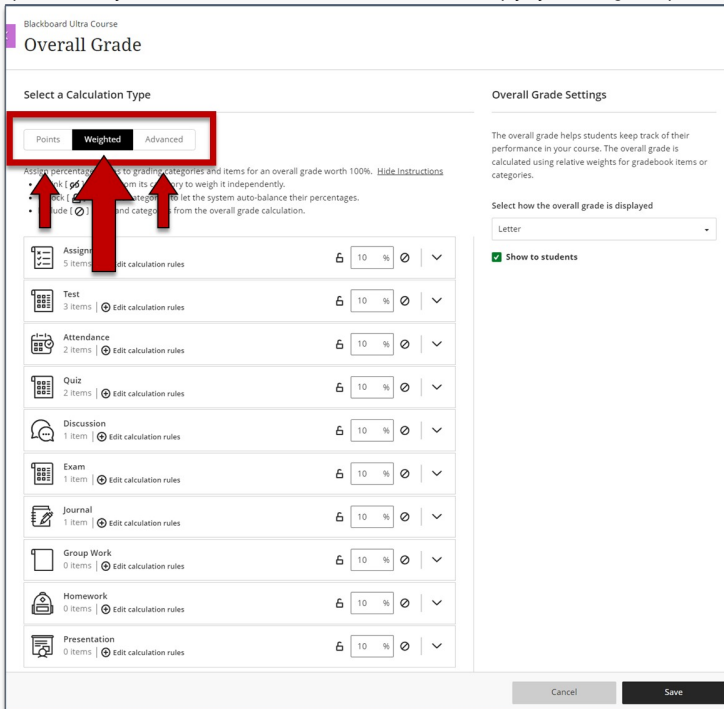 Blackboard Ultra Course
Overall Grade
Select a Calculation Type
Points Weighted Advanced
Assign percentage to grading categories and items for an overall grade worth 100%. Hide Instructions
to weigh it independently.
to let the system auto-balance their percentages.
and categories from the overall grade calculation.
5 items Edit calculation rules 10 %
Test
3 items | Edit calculation rules 10 %
Attendance
2 items | Edit calculation rules 10 %
Quiz
2 items | Edit calculation rules 10 %
Discussion
1 item | Edit calculation rules 10 %
Exam
1 item | Edit calculation rules 10 %
Journal
1 item | Edit calculation rules 10 %
Group Work
0 items | Edit calculation rules 10 %
Homework
0 items | Edit calculation rules 10 %
Presentation
0 items | Edit calculation rules 10 %
Overall Grade Settings
The overall grade helps students keep track of their
performance in your course. The overall grade is
calculated using relative weights for gradebook items or
categories.
Select how the overall grade is displayed
Letter
Show to students
Cancel Save